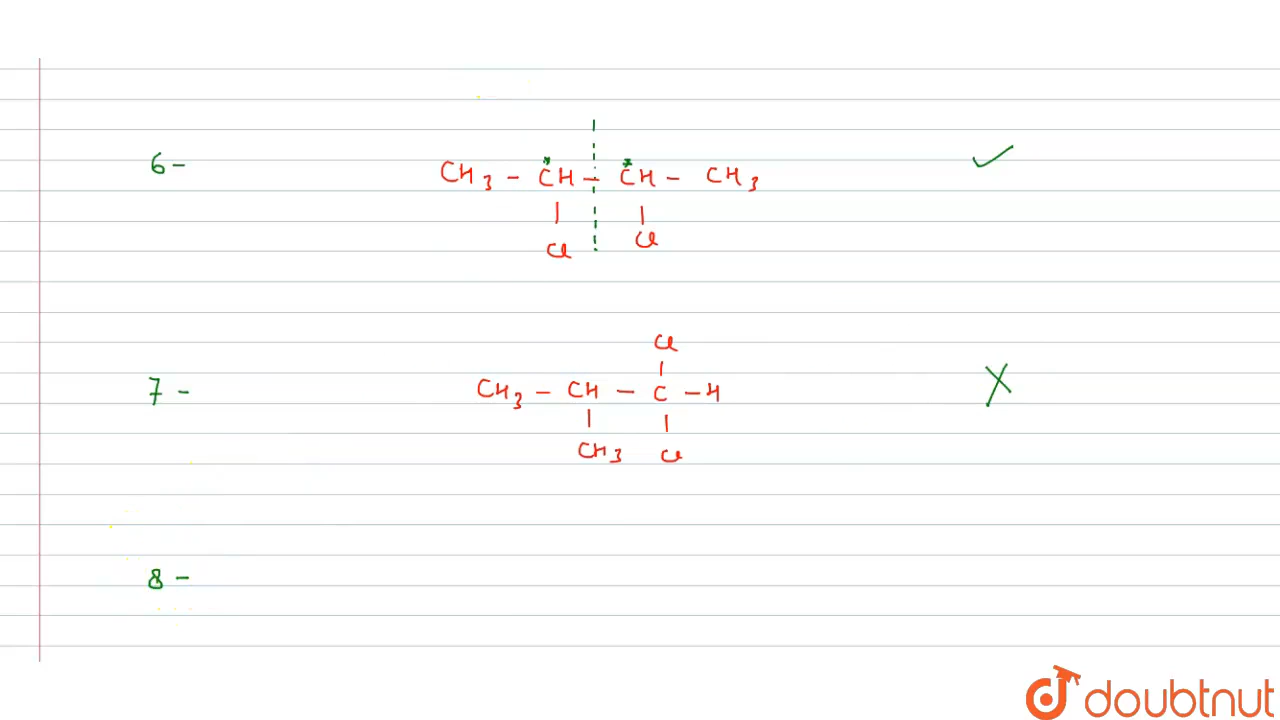 6 - CH3 - *CH - *CH - CH3 ✓
| |
Cl Cl
Cl
|
7 - CH3 - CH - C - H X
| |
CH3 Cl
8 -
doubtnut